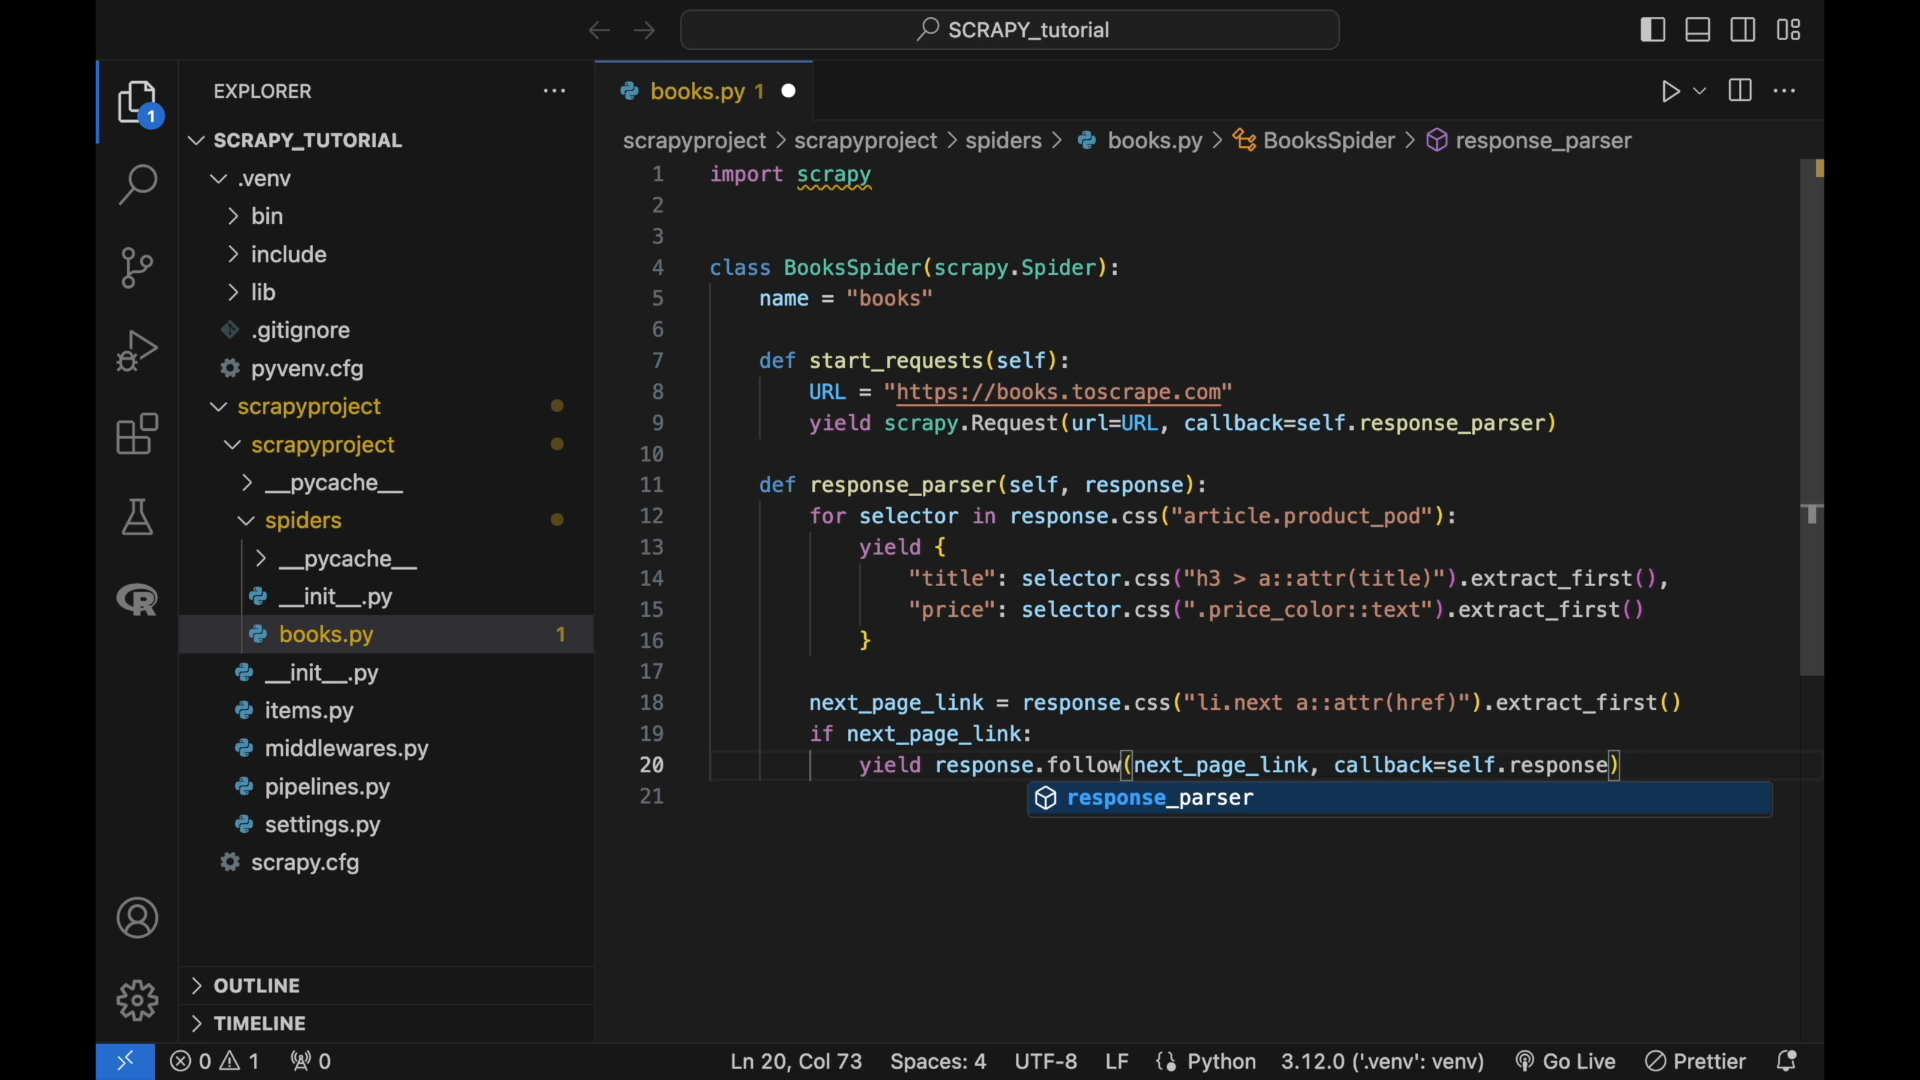 SCRAPY_tutorial
1
EXPLORER
SCRAPY_TUTORIAL
.venv
bin
include
lib
.gitignore
pyvenv.cfg
scrapyproject
scrapyproject
__pycache__
spiders
__pycache__
__init__.py
books.py 1
__init__.py
items.py
middlewares.py
pipelines.py
settings.py
scrapy.cfg
OUTLINE
TIMELINE
books.py 1
scrapyproject > scrapyproject > spiders > books.py > BooksSpider > response_parser
1 import scrapy
2
3
4 class BooksSpider(scrapy.Spider):
5 name = "books"
6
7 def start_requests(self):
8 URL = "https://books.toscrape.com"
9 yield scrapy.Request(url=URL, callback=self.response_parser)
10
11 def response_parser(self, response):
12 for selector in response.css("article.product_pod"):
13 yield {
14 "title": selector.css("h3 > a::attr(title)").extract_first(),
15 "price": selector.css(".price_color::text").extract_first()
16 }
17
18 next_page_link = response.css("li.next a::attr(href)").extract_first()
19 if next_page_link:
20 yield response.follow(next_page_link, callback=self.response)
21
response_parser
0 1 0 Ln 20, Col 73 Spaces: 4 UTF-8 LF Python 3.12.0 ('.venv': venv) Go Live Prettier